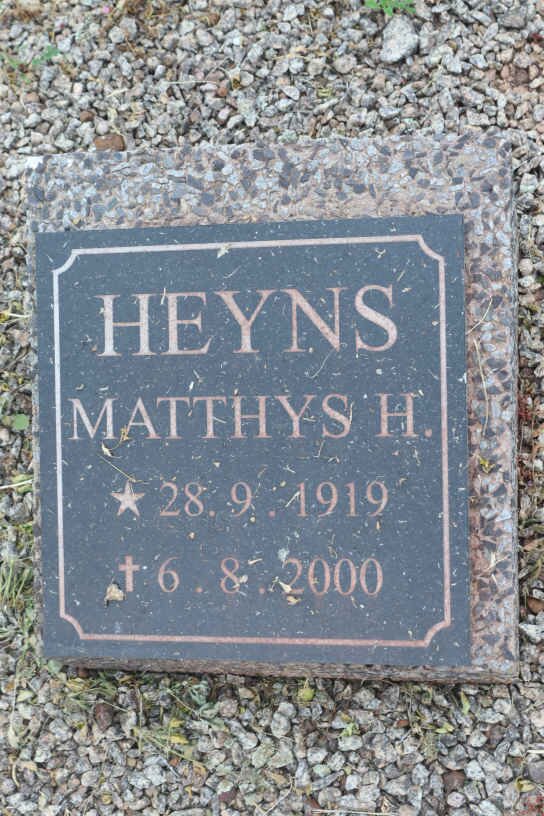 HEYNS
MATTHYS H.
★ 28. 9 . 1919
✝ 6 . 8 . 2000